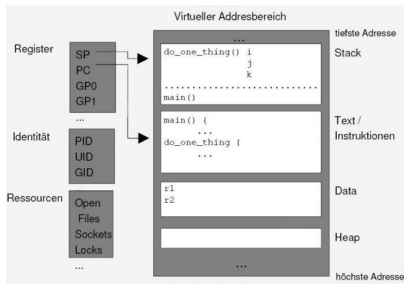 Virtueller Addresbereich
tiefste Adresse
...
Register
SP
PC
GP0
GP1
...
do_one_thing() i
j
k
............................
main()
Stack
main() {
...
do_one_thing {
...
Text /
Instruktionen
Identität
PID
UID
GID
r1
r2
Data
Ressourcen
Open
Files
Sockets
Locks
...
Heap
...
höchste Adresse